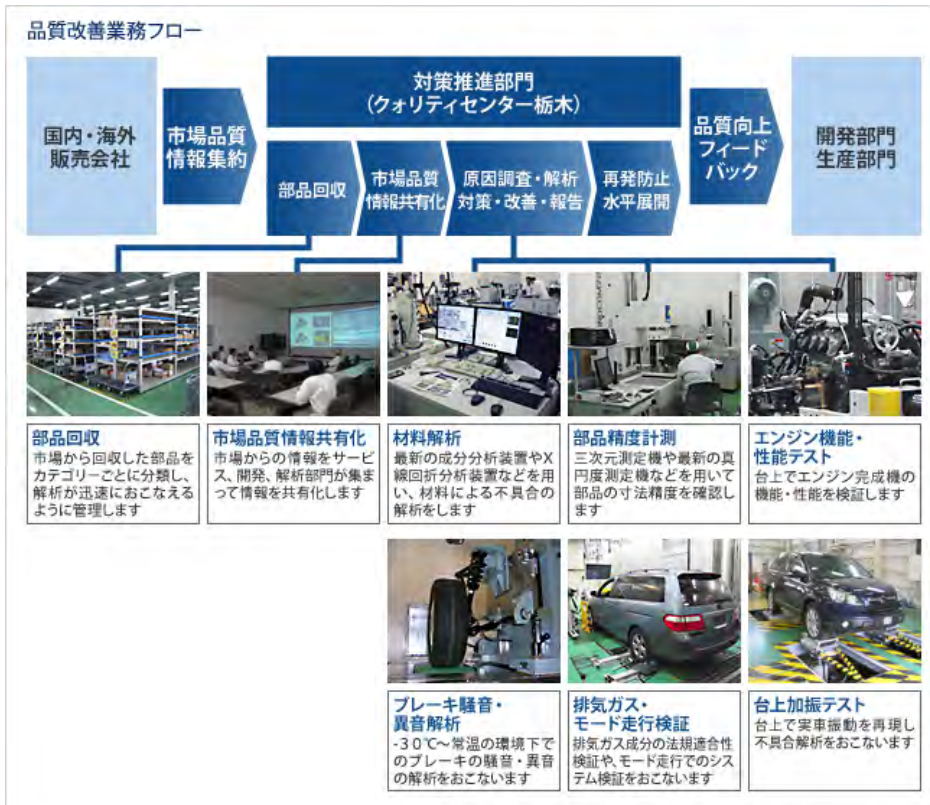 品質改善業務フロー
国内・海外
販売会社
市場品質
情報集約
対策推進部門
(クォリティセンター栃木)
部品回収
市場品質
情報共有化
原因調査・解析
対策・改善・報告
再発防止
水平展開
品質向上
フィード
バック
開発部門
生産部門
部品回収
市場から回収した部品を
カテゴリーごとに分類し、
解析が迅速におこなえる
ように管理します
市場品質情報共有化
市場からの情報をサービ
ス、開発、解析部門が集ま
って情報を共有化します
材料解析
最新の成分分析装置やX
線回折分析装置などを用
い、材料による不具合の
解析をします
部品精度計測
三次元測定機や最新の真
円度測定機などを用いて
部品の寸法精度を確認し
ます
エンジン機能・
性能テスト
台上でエンジン完成機の
機能・性能を検証します
ブレーキ騒音・
異音解析
-30℃～常温の環境下で
のブレーキの騒音・異音
の解析をおこないます
排気ガス・
モード走行検証
排気ガス成分の法規適合性
検証や、モード走行でのシス
テム検証をおこないます
台上加振テスト
台上で実車振動を再現し
不具合解析をおこないます